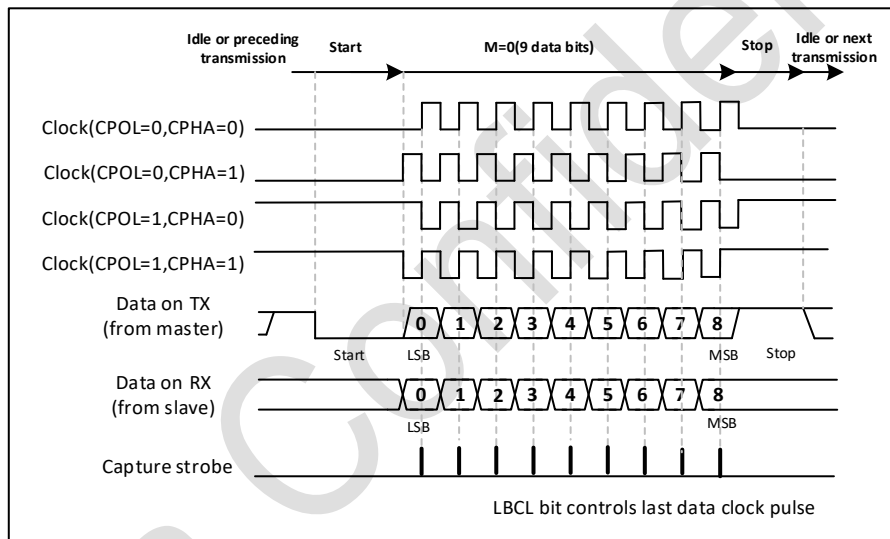 Idle or preceding
transmission
Start
M=0(9 data bits)
Stop
Idle or next
transmission
Clock(CPOL=0,CPHA=0)
Clock(CPOL=0,CPHA=1)
Clock(CPOL=1,CPHA=0)
Clock(CPOL=1,CPHA=1)
Data on TX
(from master)
0 1 2 3 4 5 6 7 8
Start
LSB
MSB
Stop
Data on RX
(from slave)
0 1 2 3 4 5 6 7 8
LSB
MSB
Capture strobe
LBCL bit controls last data clock pulse